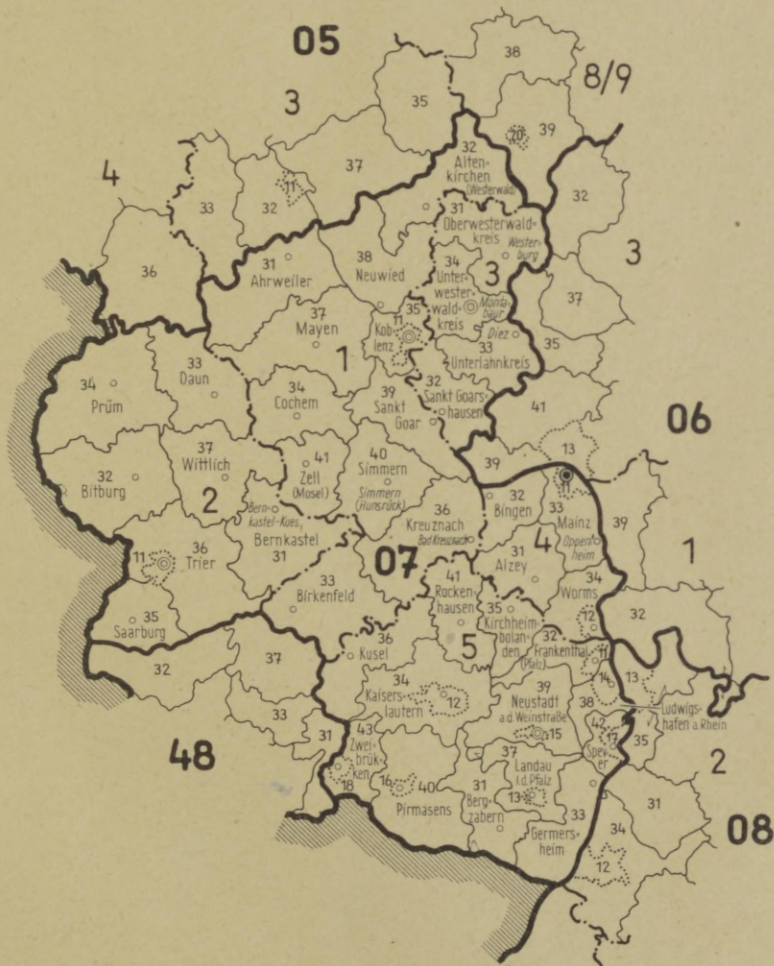 05
38
8/9
35
3
20
39
37
32
Alten-
kirchen
(Westerwald)
4
11
33
32
32
31
Oberwesterwald-
kreis
Wester-
burg
3
36
31
Ahrweiler
38
Neuwied
34
Unter-
wester-
wald-
kreis
3
Monta-
baur
37
37
Mayen
11
35
Kob-
lenz
Diez
33
Unterlahnkreis
35
1
33
Daun
34
Prüm
34
Cochem
39
Sankt
Goar
32
Sankt Goars-
hausen
41
06
13
11
39
37
Wittlich
41
Zell
(Mosel)
40
Simmern
Simmern
(Hunsrück)
32
Bitburg
2
Bern-
kastel-Kues
Bernkastel
31
36
Kreuznach
Bad Kreuznach
32
Bingen
33
Mainz
Oppen-
heim
39
4
11
36
Trier
07
31
Alzey
1
33
Birkenfeld
41
Rocken-
hausen
34
Worms
12
32
35
Saarburg
35
Kirchheim-
bolan-
den
36
Kusel
5
32
Frankenthal
(Pfalz)
11
32
37
34
Kaisers-
lautern
12
39
Neustadt
a.d. Weinstraße
15
14
13
38
Ludwigs-
hafen a. Rhein
33
31
43
Zwei-
brük-
ken
18
42
17
Spey-
er
35
48
37
Landau
i.d. Pfalz
13
2
16
40
Pirmasens
31
Berg-
zabern
33
Germers-
heim
31
34
08
12